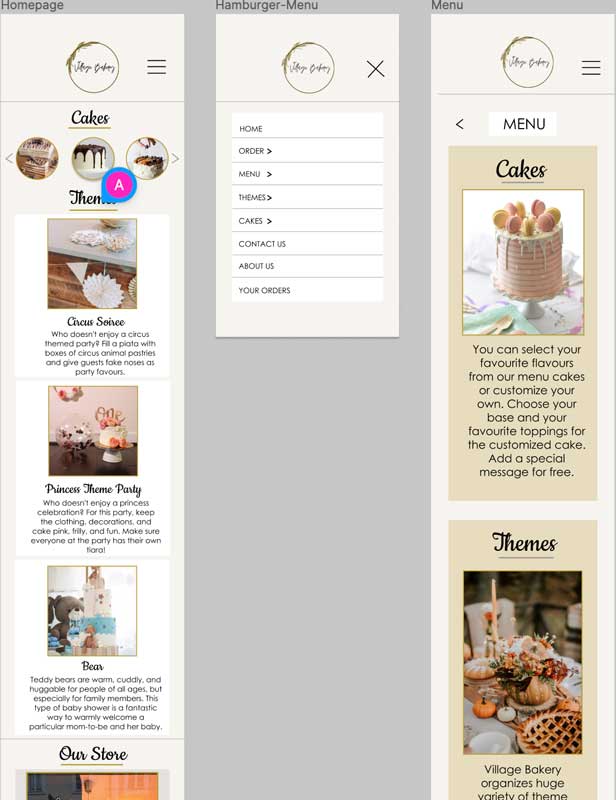 Homepage
Hamburger-Menu
Menu
Village Bakery
Village Bakery
Village Bakery
Cakes
A
Themes
Circus Soiree
Who doesn't enjoy a circus
themed party? Fill a piata with
boxes of circus animal pastries
and give guests fake noses as
party favours.
one
Princess Theme Party
Who doesn't enjoy a princess
celebration? For this party, keep
the clothing, decorations, and
cake pink, frilly, and fun. Make sure
everyone at the party has their own
tiara!
Bear
Teddy bears are warm, cuddly, and
huggable for people of all ages, but
especially for family members. This
type of baby shower is a fantastic
way to warmly welcome a
particular mom-to-be and her baby.
Our Store
HOME
ORDER >
MENU >
THEMES >
CAKES >
CONTACT US
ABOUT US
YOUR ORDERS
< MENU
Cakes
You can select your
favourite flavours
from our menu cakes
or customize your
own. Choose your
base and your
favourite toppings for
the customized cake.
Add a special
message for free.
Themes
Village Bakery
organizes huge
variety of theme